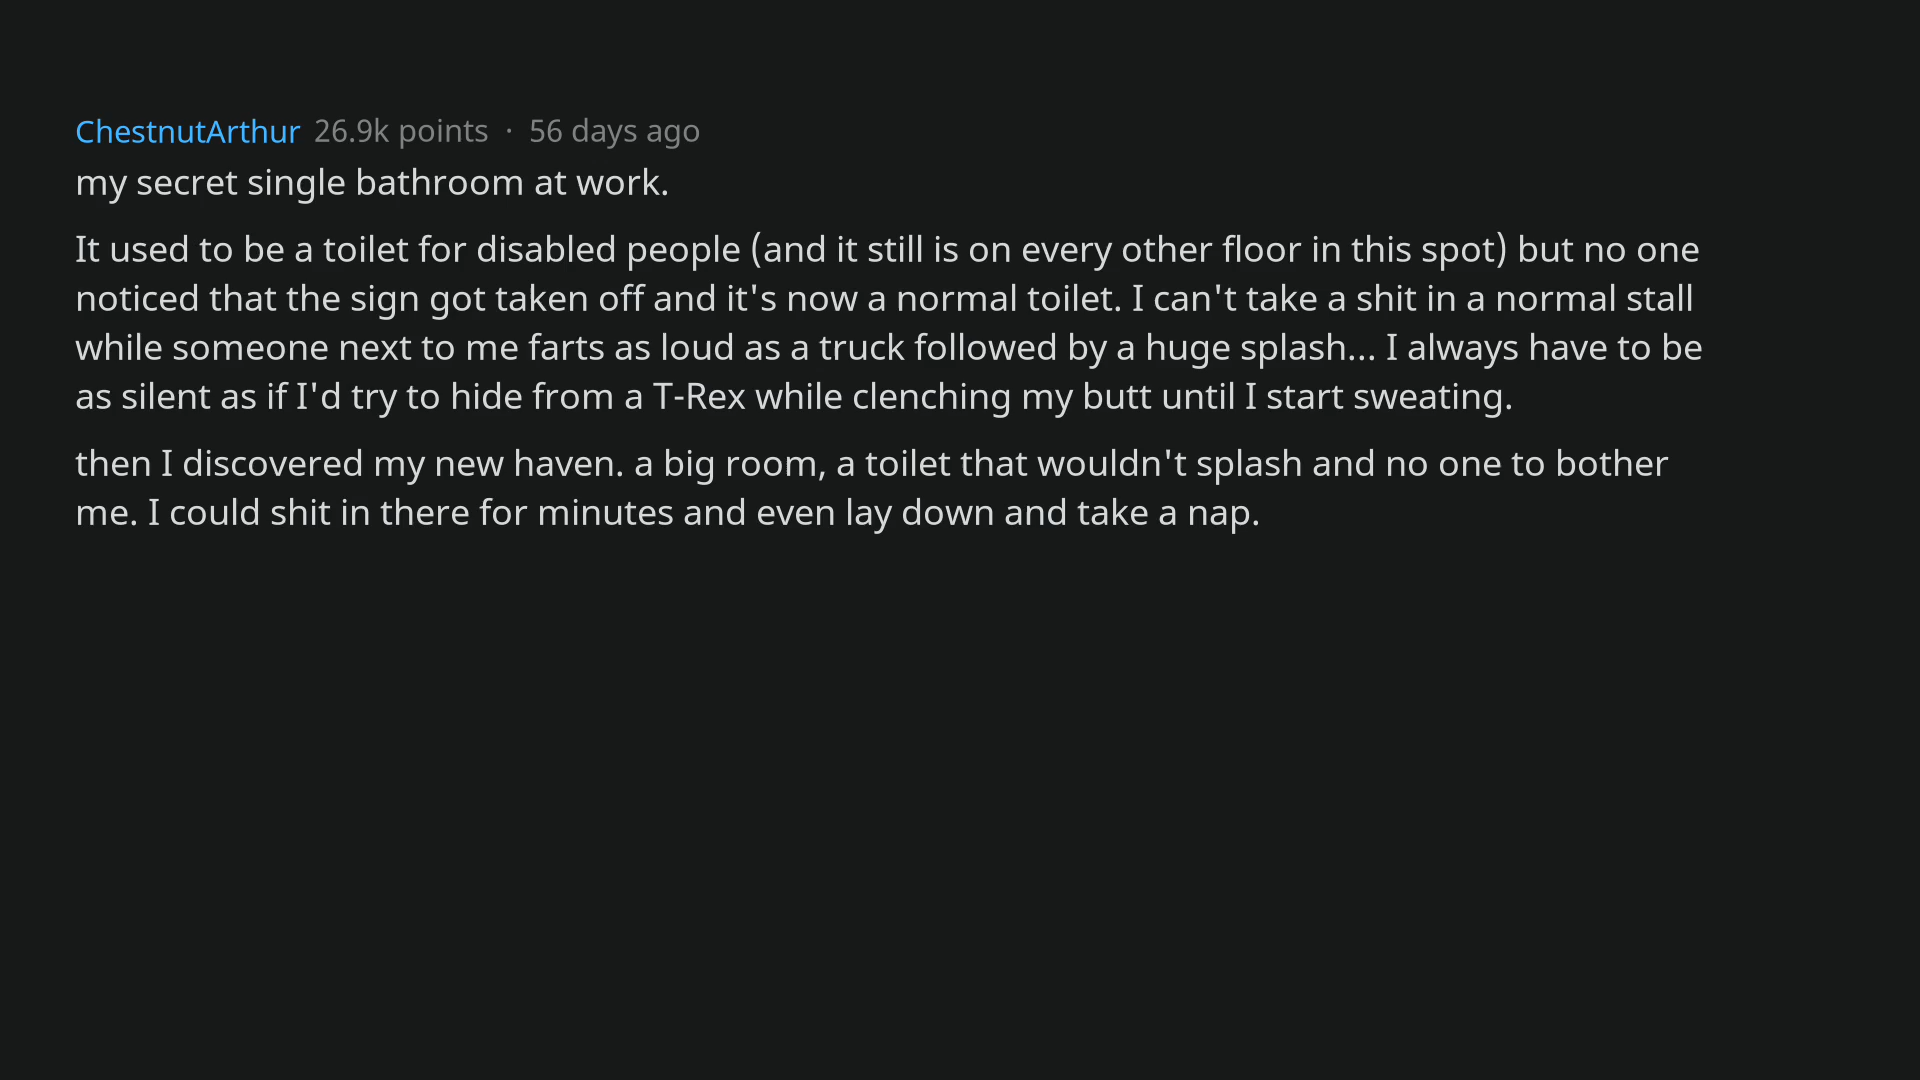 ChestnutArthur 26.9k points · 56 days ago
my secret single bathroom at work.
It used to be a toilet for disabled people (and it still is on every other floor in this spot) but no one
noticed that the sign got taken off and it's now a normal toilet. I can't take a shit in a normal stall
while someone next to me farts as loud as a truck followed by a huge splash... I always have to be
as silent as if I'd try to hide from a T-Rex while clenching my butt until I start sweating.
then I discovered my new haven. a big room, a toilet that wouldn't splash and no one to bother
me. I could shit in there for minutes and even lay down and take a nap.